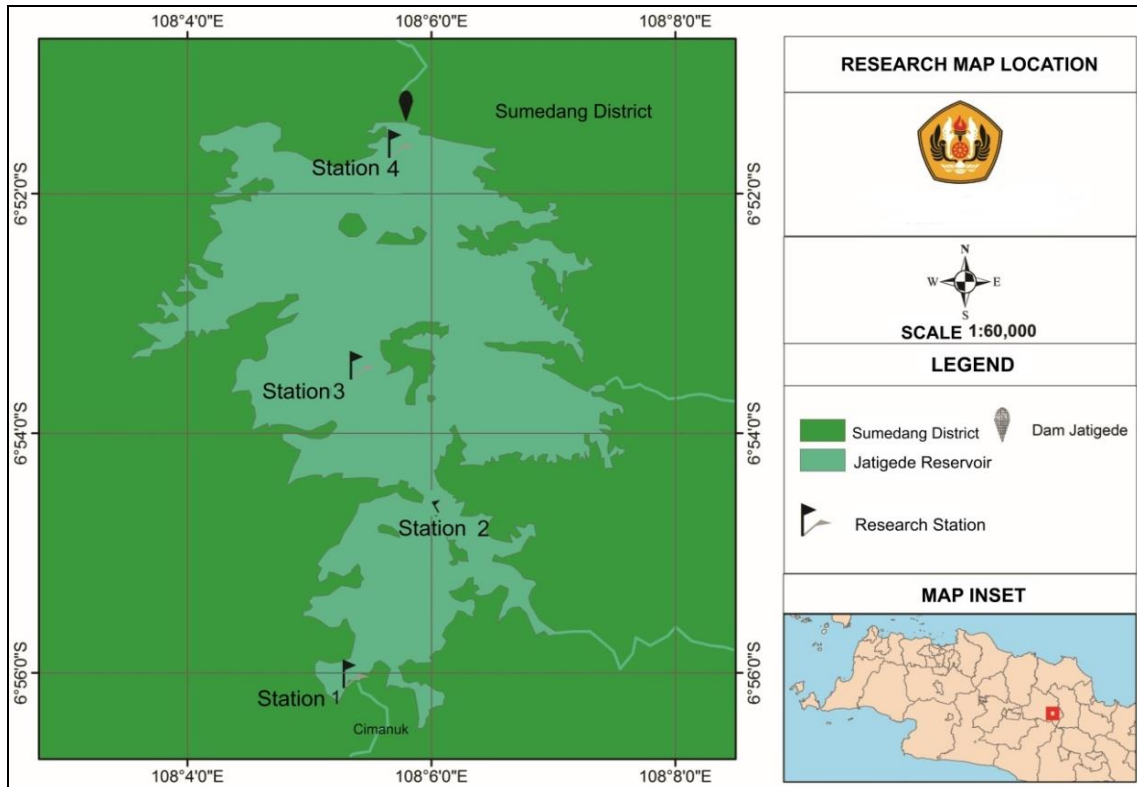 108°4'0"E
108°6'0"E
108°8'0"E
6°52'0"S
6°54'0"S
6°56'0"S
Sumedang District
Station 4
Station 3
Station 2
Station 1
Cimanuk
6°52'0"S
6°54'0"S
6°56'0"S
108°4'0"E
108°6'0"E
108°8'0"E
RESEARCH MAP LOCATION
N
W E
S
SCALE 1:60,000
LEGEND
Sumedang District Dam Jatigede
Jatigede Reservoir
Research Station
MAP INSET